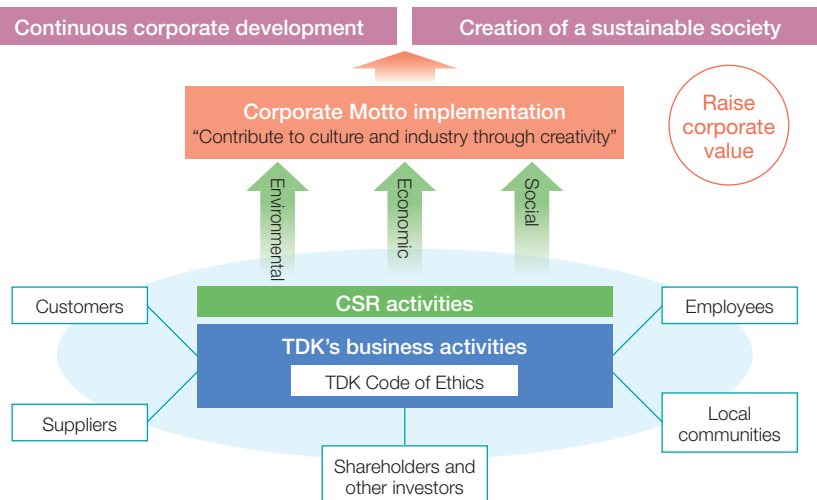 Continuous corporate development
Creation of a sustainable society
Corporate Motto implementation
“Contribute to culture and industry through creativity”
Raise
corporate
value
Environmental
Economic
Social
CSR activities
Customers
Employees
TDK’s business activities
TDK Code of Ethics
Suppliers
Local
communities
Shareholders and
other investors